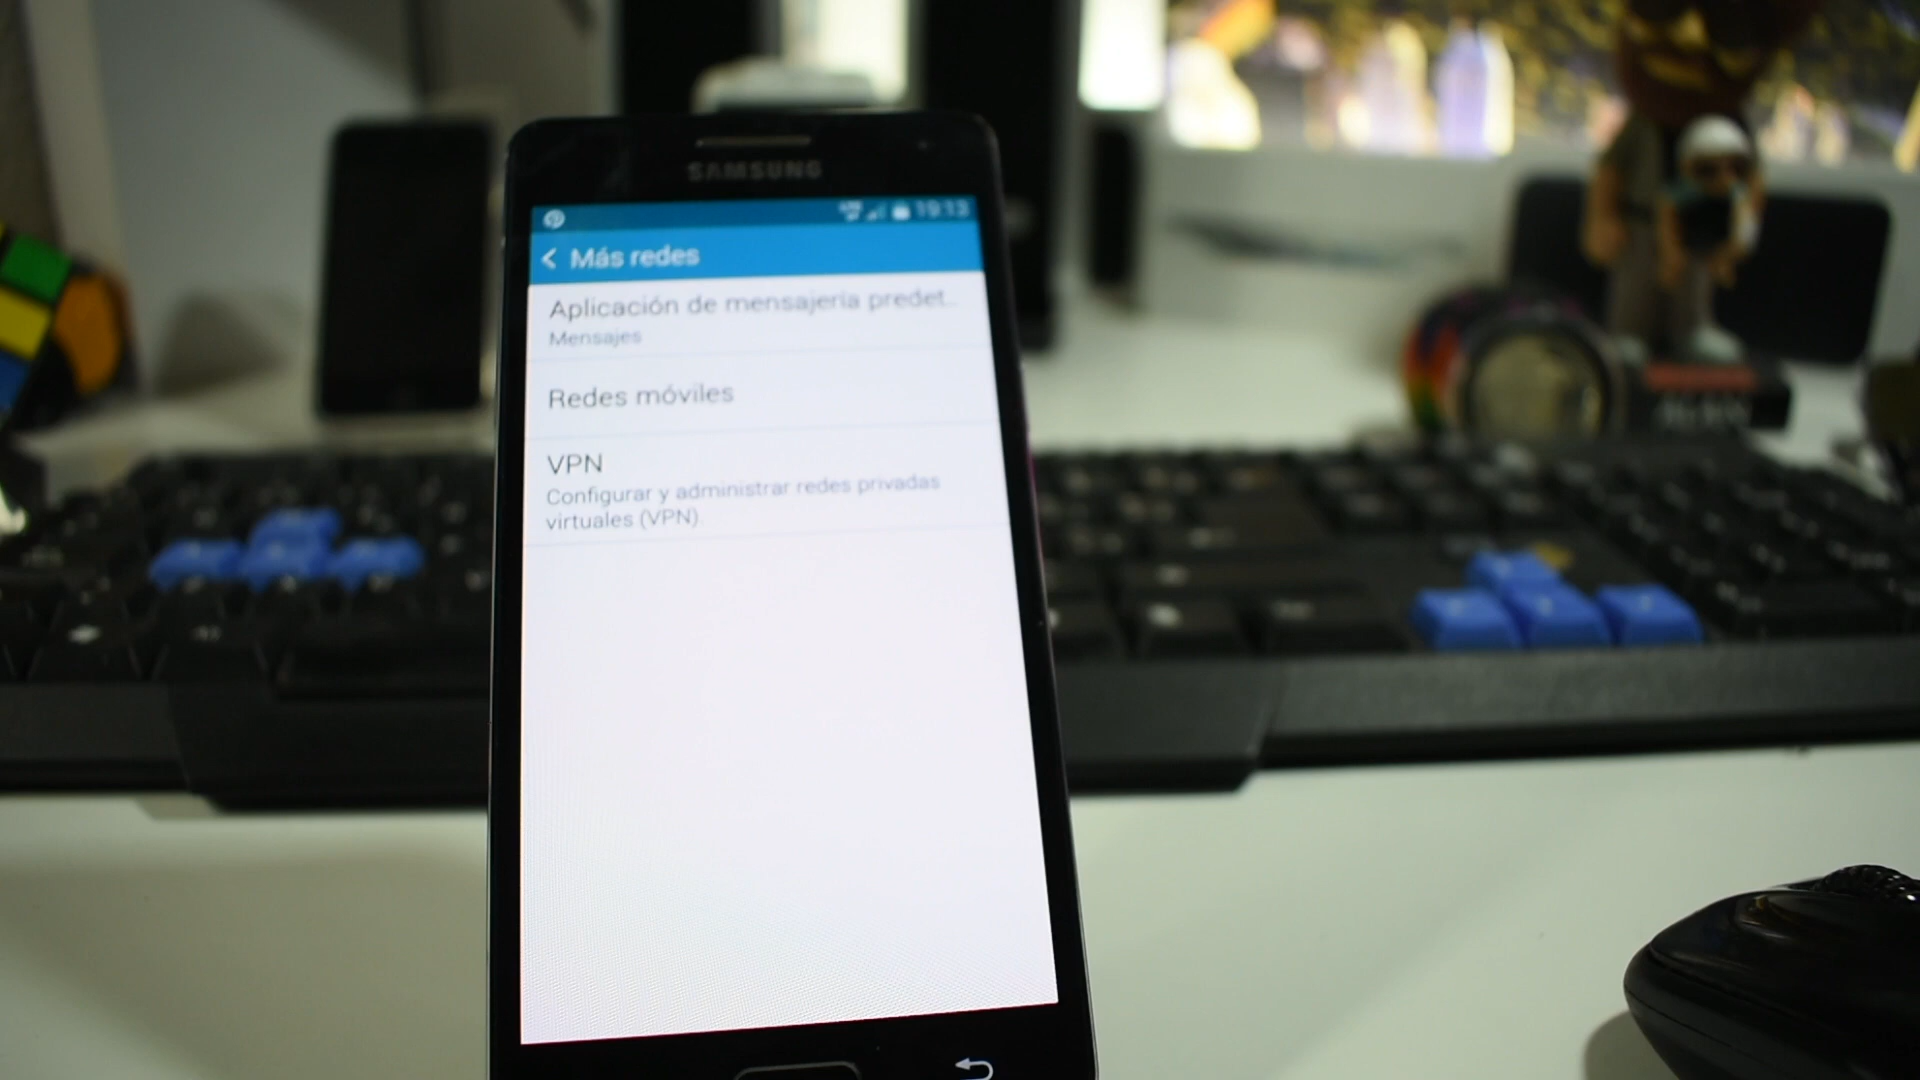 SAMSUNG
19:13
Más redes
Aplicación de mensajería predet...
Mensajes
Redes móviles
VPN
Configurar y administrar redes privadas
virtuales (VPN)